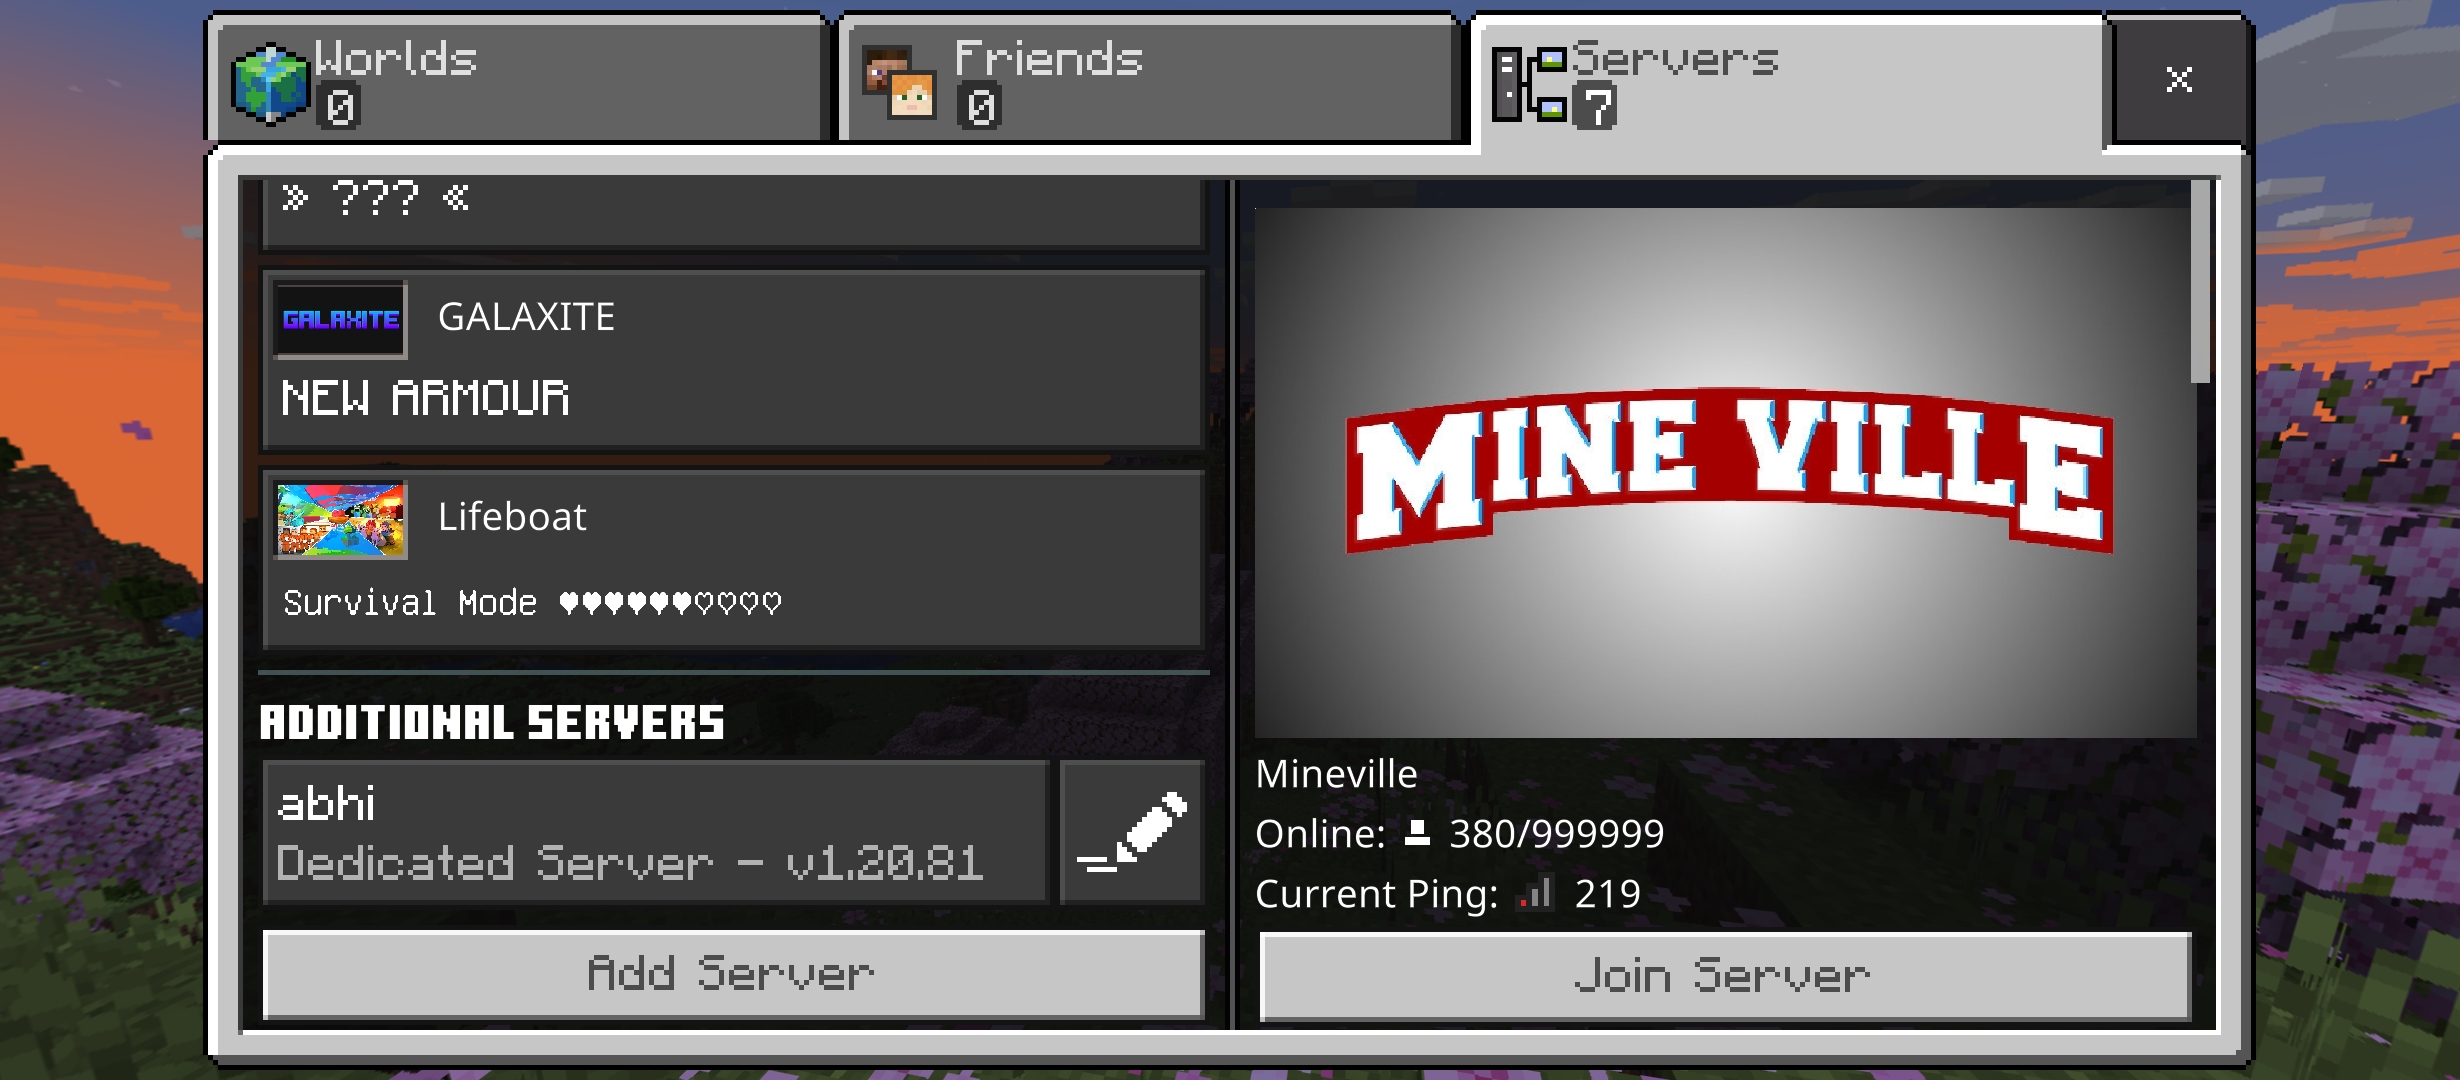 Worlds
0
Friends
0
Servers
7
x
» ??? «
GALAXITE
GALAXITE
NEW ARMOUR
Lifeboat
Survival Mode ♥♥♥♥♥♥♡♡♡♡
ADDITIONAL SERVERS
abhi
Dedicated Server - v1.20.81
Add Server
MINE VILLE
Mineville
Online: 380/999999
Current Ping: 219
Join Server